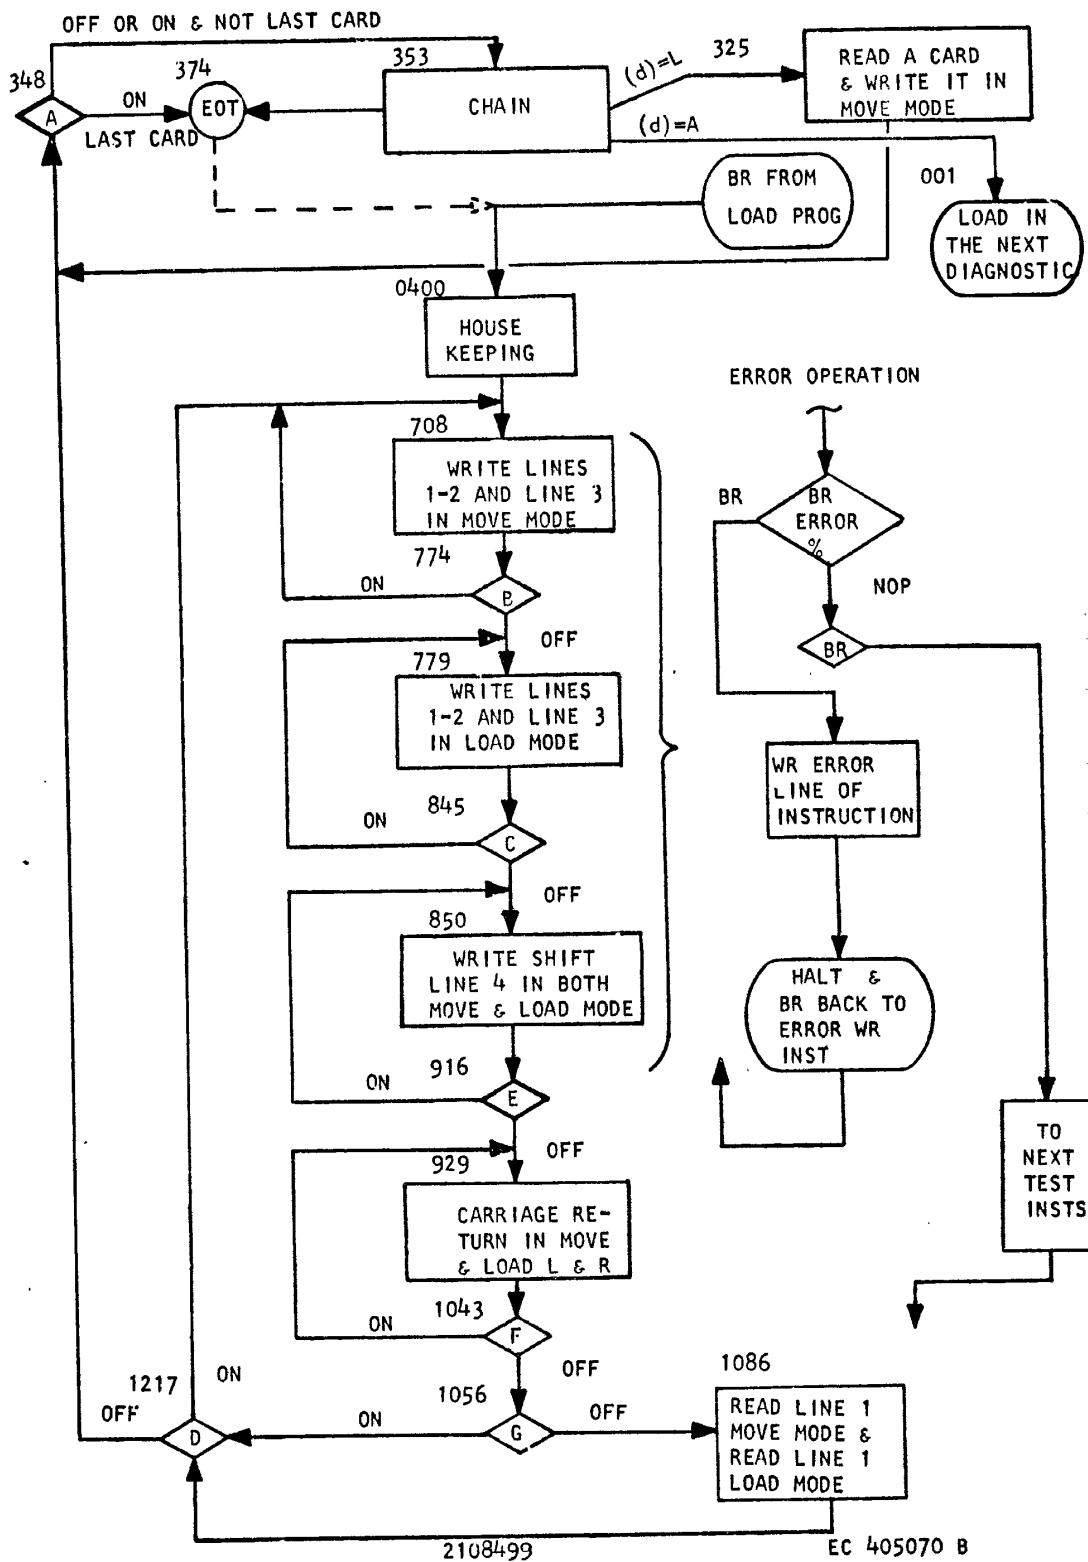 OFF OR ON & NOT LAST CARD
348
A
ON
LAST CARD
374
EOT
353
CHAIN
(d)=L
325
READ A CARD
& WRITE IT IN
MOVE MODE
(d)=A
001
LOAD IN
THE NEXT
DIAGNOSTIC
BR FROM
LOAD PROG
0400
HOUSE
KEEPING
708
WRITE LINES
1-2 AND LINE 3
IN MOVE MODE
774
ON
B
OFF
779
WRITE LINES
1-2 AND LINE 3
IN LOAD MODE
845
ON
C
OFF
850
WRITE SHIFT
LINE 4 IN BOTH
MOVE & LOAD MODE
916
ON
E
OFF
929
CARRIAGE RE-
TURN IN MOVE
& LOAD L & R
1043
ON
F
OFF
1056
ON
G
OFF
1217
ON
OFF
D
1086
READ LINE 1
MOVE MODE &
READ LINE 1
LOAD MODE
ERROR OPERATION
BR
BR
ERROR
%
NOP
BR
WR ERROR
LINE OF
INSTRUCTION
HALT &
BR BACK TO
ERROR WR
INST
TO
NEXT
TEST
INSTS
2108499
EC 405070 B